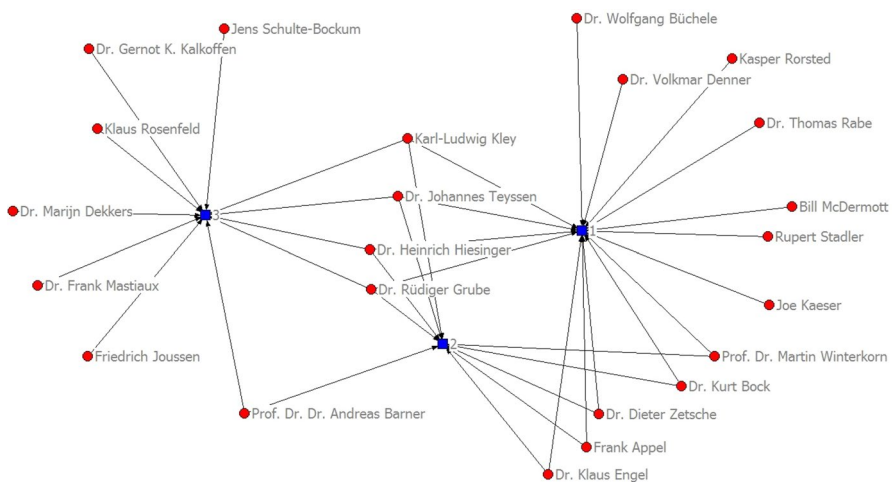 Dr. Wolfgang Büchele
Jens Schulte-Bockum
Dr. Gernot K. Kalkoffen
Kasper Rorsted
Dr. Volkmar Denner
Dr. Thomas Rabe
Klaus Rosenfeld
Karl-Ludwig Kley
Dr. Johannes Teyssen
Bill McDermott
Dr. Marijn Dekkers
3
1
Rupert Stadler
Dr. Heinrich Hiesinger
Dr. Frank Mastiaux
Dr. Rüdiger Grube
Joe Kaeser
2
Friedrich Joussen
Prof. Dr. Martin Winterkorn
Dr. Kurt Bock
Prof. Dr. Dr. Andreas Barner
Dr. Dieter Zetsche
Frank Appel
Dr. Klaus Engel